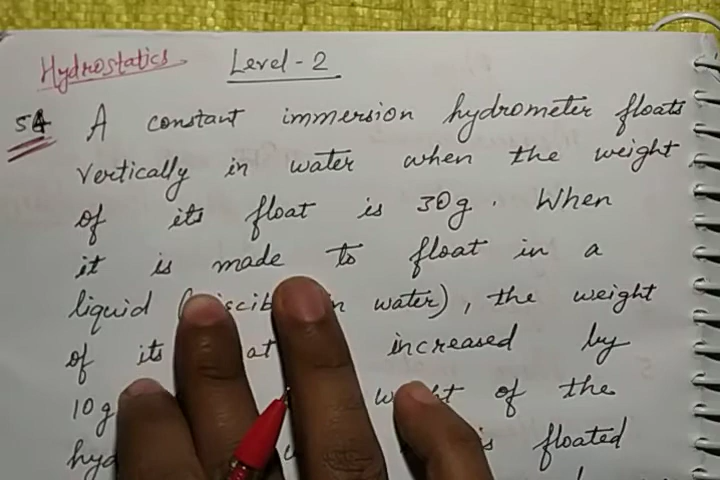 Hydrostatics Level-2
54 A constant immersion hydrometer floats
vertically in water when the weight
of its float is 30g. When
it is made to float in a
liquid in water), the weight
of its increased by
10g of the
is floated